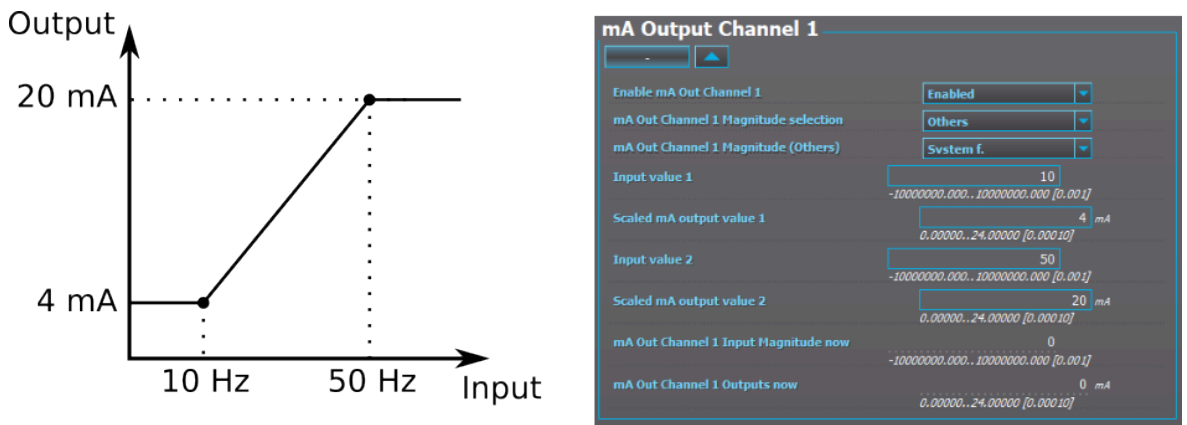 Output
20 mA
4 mA
10 Hz
50 Hz
Input
mA Output Channel 1
-
Enable mA Out Channel 1 Enabled
mA Out Channel 1 Magnitude selection Others
mA Out Channel 1 Magnitude (Others) System f.
Input value 1 10
-10000000.000..10000000.000 [0.001]
Scaled mA output value 1 4 mA
0.00000..24.00000 [0.00010]
Input value 2 50
-10000000.000..10000000.000 [0.001]
Scaled mA output value 2 20 mA
0.00000..24.00000 [0.00010]
mA Out Channel 1 Input Magnitude now 0
-10000000.000..10000000.000 [0.001]
mA Out Channel 1 Outputs now 0 mA
0.00000..24.00000 [0.00010]